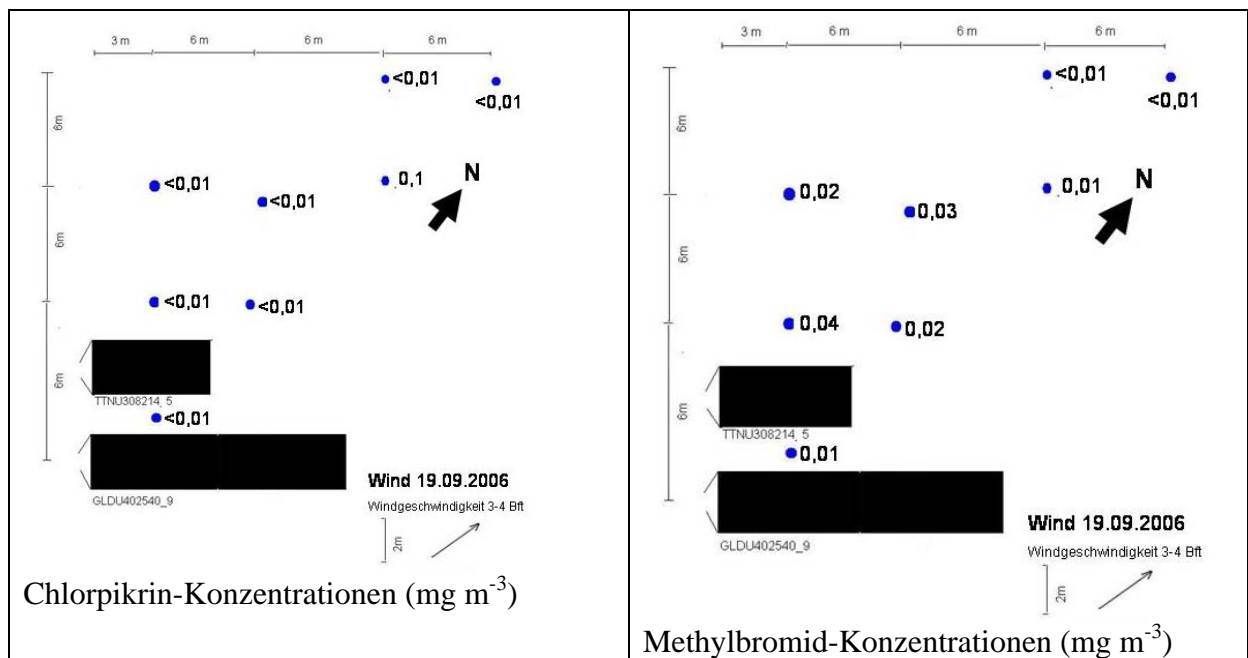 3 m 6 m 6 m 6 m
<0,01
<0,01
6m
<0,01
<0,01
0,1
N
6m
<0,01
<0,01
6m
TTNU308214_5
<0,01
GLDU402540_9
Wind 19.09.2006
Windgeschwindigkeit 3-4 Bft
2m
Chlorpikrin-Konzentrationen (mg m-3)
3 m 6 m 6 m 6 m
<0,01
<0,01
6m
0,02
0,03
0,01
N
6m
0,04
0,02
6m
TTNU308214_5
0,01
GLDU402540_9
Wind 19.09.2006
Windgeschwindigkeit 3-4 Bft
2m
Methylbromid-Konzentrationen (mg m-3)